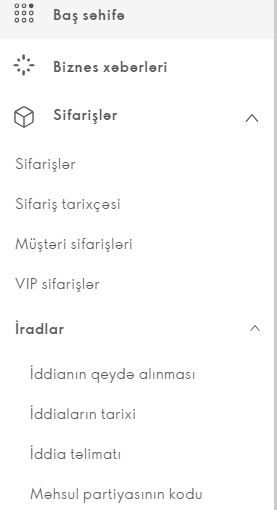 Baş səhifə
Biznes xəbərləri
Sifarişlər
Sifarişlər
Sifariş tarixçəsi
Müştəri sifarişləri
VIP sifarişlər
İradlar
İddianın qeydə alınması
İddiaların tarixi
İddia təlimatı
Məhsul partiyasının kodu